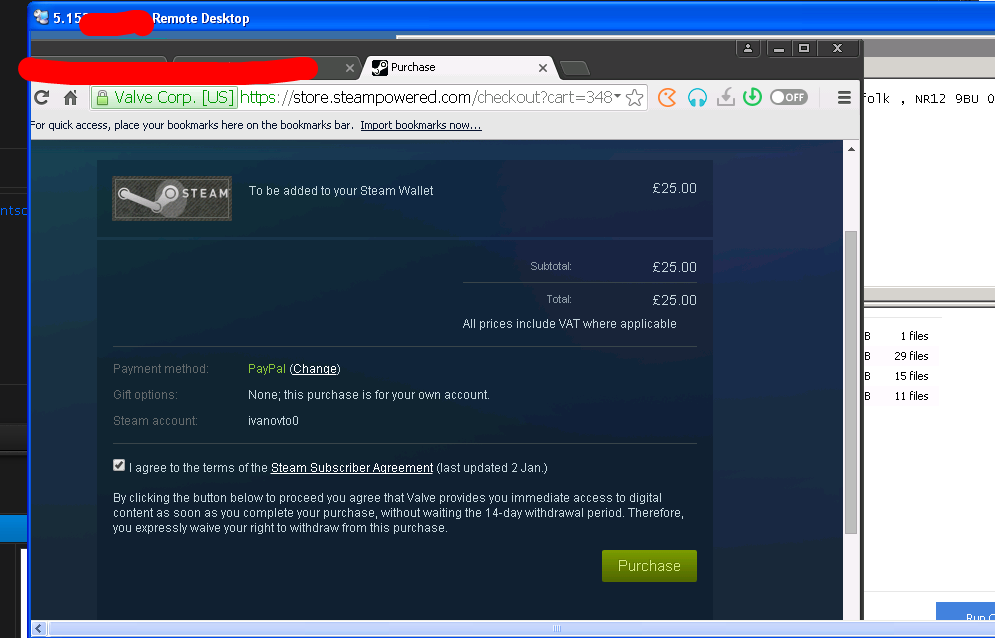 5.15
Remote Desktop
Purchase
Valve Corp. [US] https://store.steampowered.com/checkout?cart=348
OFF
For quick access, place your bookmarks here on the bookmarks bar. Import bookmarks now...
folk , NR12 9BU
ntsc
STEAM
To be added to your Steam Wallet
£25.00
Subtotal: £25.00
Total: £25.00
All prices include VAT where applicable
Payment method: PayPal (Change)
Gift options: None; this purchase is for your own account.
Steam account: ivanovto0
I agree to the terms of the Steam Subscriber Agreement (last updated 2 Jan.)
By clicking the button below to proceed you agree that Valve provides you immediate access to digital
content as soon as you complete your purchase, without waiting the 14-day withdrawal period. Therefore,
you expressly waive your right to withdraw from this purchase.
Purchase
B 1 files
B 29 files
B 15 files
B 11 files
Run